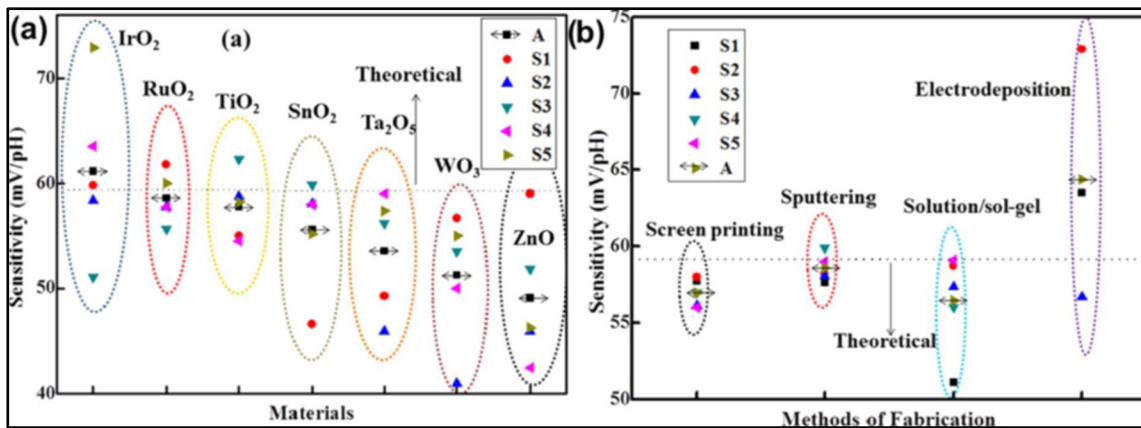 (a)
(a)
IrO₂
RuO₂
TiO₂
SnO₂
Ta₂O₅
WO₃
ZnO
Theoretical
A
S1
S2
S3
S4
S5
70
60
50
40
Sensitivity (mV/pH)
Materials
(b)
S1
S2
S3
S4
S5
A
Screen printing
Sputtering
Solution/sol-gel
Electrodeposition
Theoretical
75
70
65
60
55
50
Sensitivity (mV/pH)
Methods of Fabrication